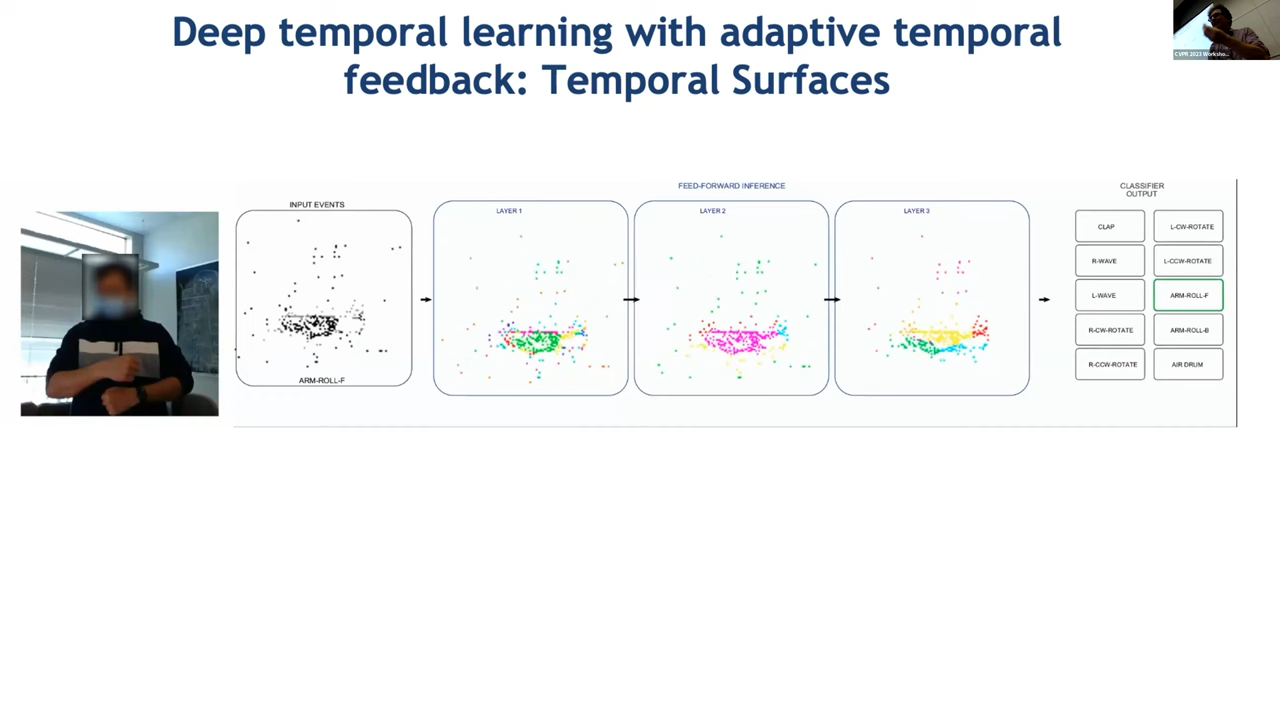 Deep temporal learning with adaptive temporal
feedback: Temporal Surfaces
CVPR 2023 Worksho...
INPUT EVENTS
ARM-ROLL-F
FEED-FORWARD INFERENCE
LAYER 1
LAYER 2
LAYER 3
CLASSIFIER
OUTPUT
CLAP
L-CW-ROTATE
R-WAVE
L-CCW-ROTATE
L-WAVE
ARM-ROLL-F
R-CW-ROTATE
ARM-ROLL-B
R-CCW-ROTATE
AIR DRUM